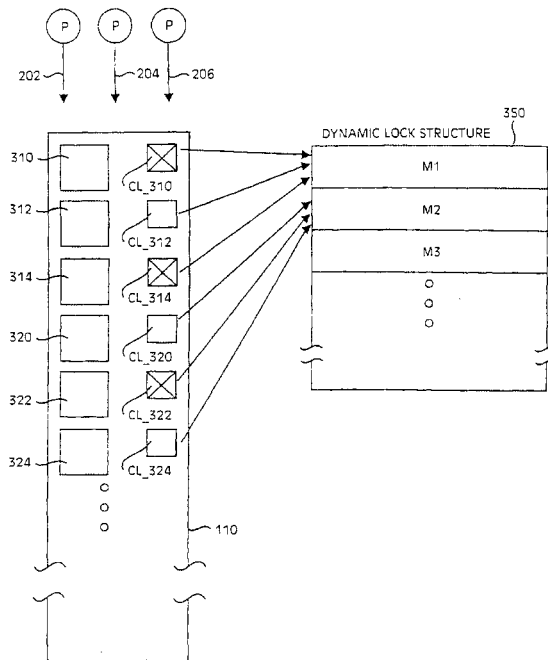 P P P
202 204 206
350
DYNAMIC LOCK STRUCTURE
310
CL_310
M1
312
CL_312
M2
314
CL_314
M3
320
CL_320
322
CL_322
324
CL_324
110